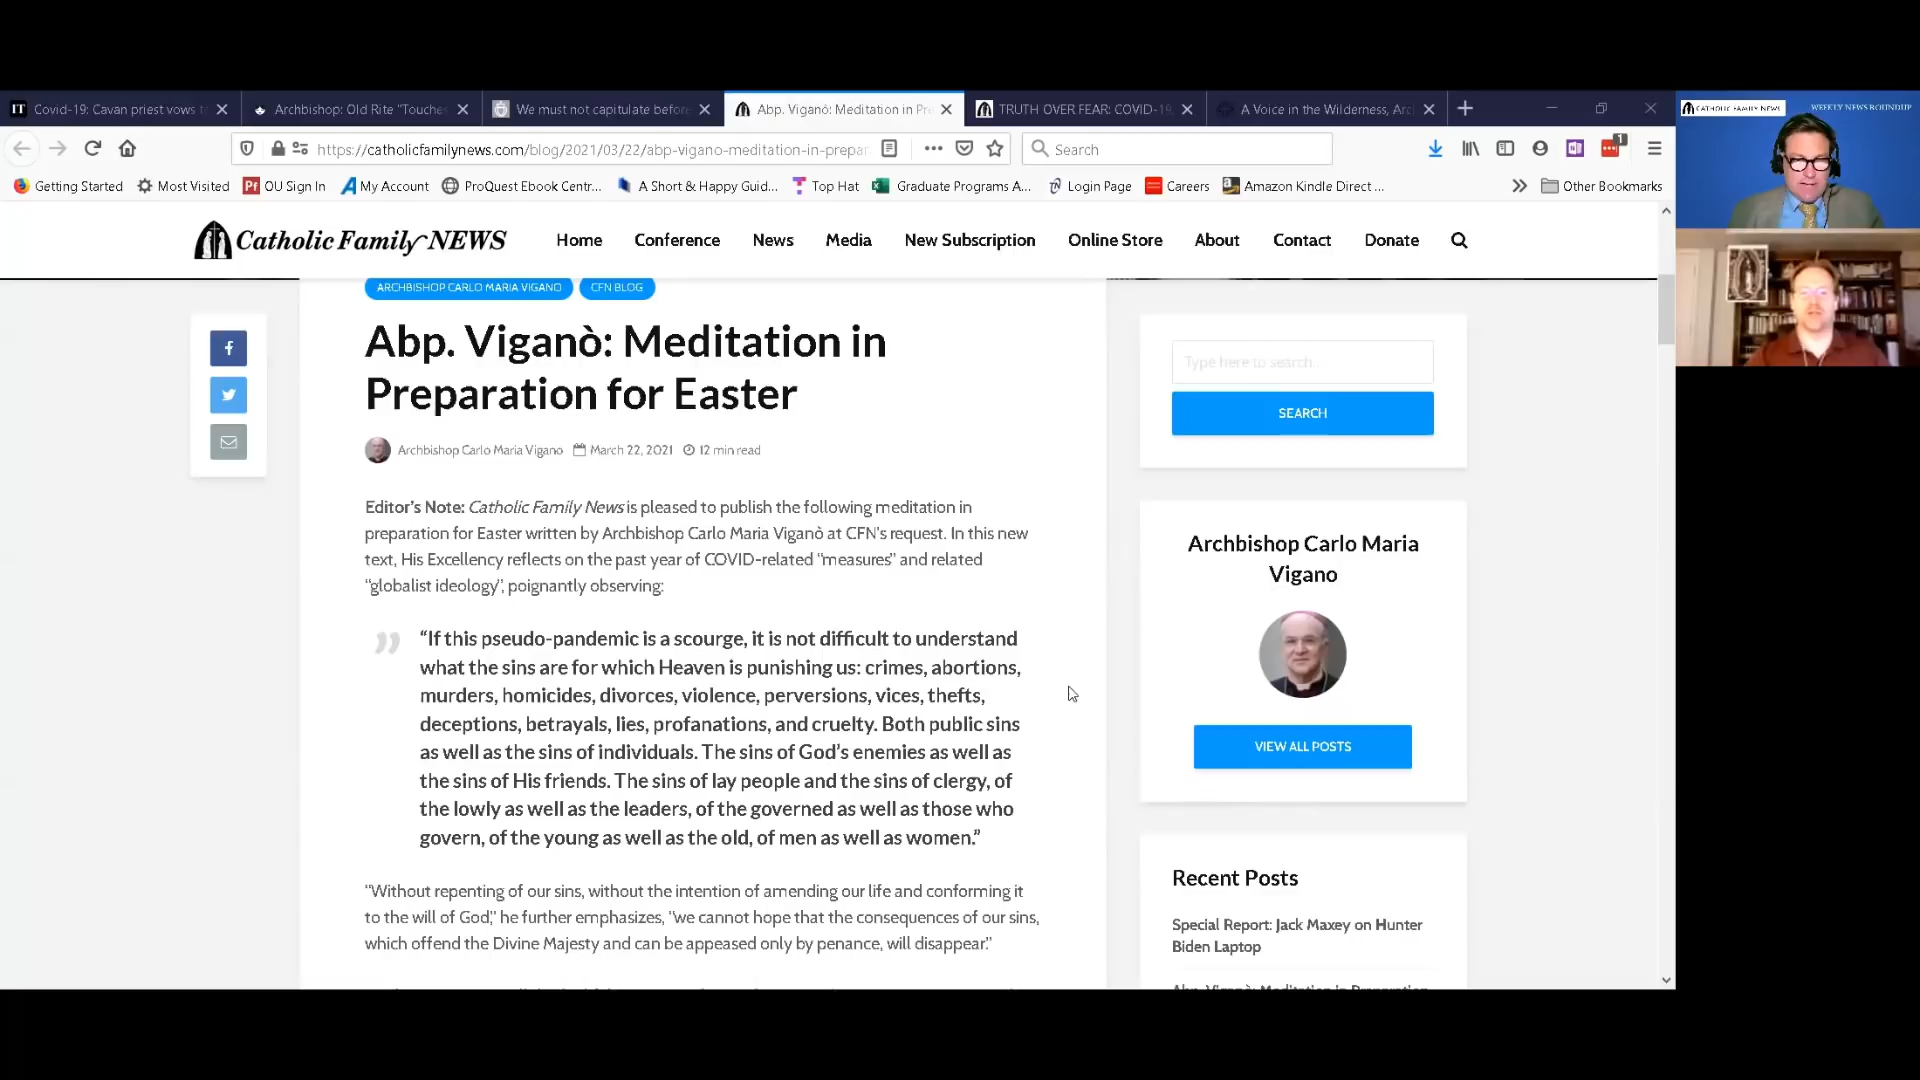 Covid-19: Cavan priest vows t
Archbishop: Old Rite "Touches
We must not capitulate before
Abp. Viganò: Meditation in Pre
TRUTH OVER FEAR: COVID-19,
A Voice in the Wilderness, Arc
CATHOLIC FAMILY NEWS
WEEKLY NEWS ROUNDUP
https://catholicfamilynews.com/blog/2021/03/22/abp-vigano-meditation-in-prepar
Search
1
Getting Started
Most Visited
OU Sign In
My Account
ProQuest Ebook Centr...
A Short & Happy Guid...
Top Hat
Graduate Programs A...
Login Page
Careers
Amazon Kindle Direct ...
Other Bookmarks
Catholic Family NEWS
Home
Conference
News
Media
New Subscription
Online Store
About
Contact
Donate
ARCHBISHOP CARLO MARIA VIGANO
CFN BLOG
Abp. Viganò: Meditation in
Preparation for Easter
Archbishop Carlo Maria Vigano March 22, 2021 12 min read
Editor's Note: Catholic Family News is pleased to publish the following meditation in
preparation for Easter written by Archbishop Carlo Maria Viganò at CFN's request. In this new
text, His Excellency reflects on the past year of COVID-related "measures" and related
"globalist ideology", poignantly observing:
"If this pseudo-pandemic is a scourge, it is not difficult to understand
what the sins are for which Heaven is punishing us: crimes, abortions,
murders, homicides, divorces, violence, perversions, vices, thefts,
deceptions, betrayals, lies, profanations, and cruelty. Both public sins
as well as the sins of individuals. The sins of God's enemies as well as
the sins of His friends. The sins of lay people and the sins of clergy, of
the lowly as well as the leaders, of the governed as well as those who
govern, of the young as well as the old, of men as well as women."
"Without repenting of our sins, without the intention of amending our life and conforming it
to the will of God," he further emphasizes, "we cannot hope that the consequences of our sins,
which offend the Divine Majesty and can be appeased only by penance, will disappear."
Type here to search...
SEARCH
Archbishop Carlo Maria
Vigano
VIEW ALL POSTS
Recent Posts
Special Report: Jack Maxey on Hunter
Biden Laptop
Abp. Viganò: Meditation in Preparation